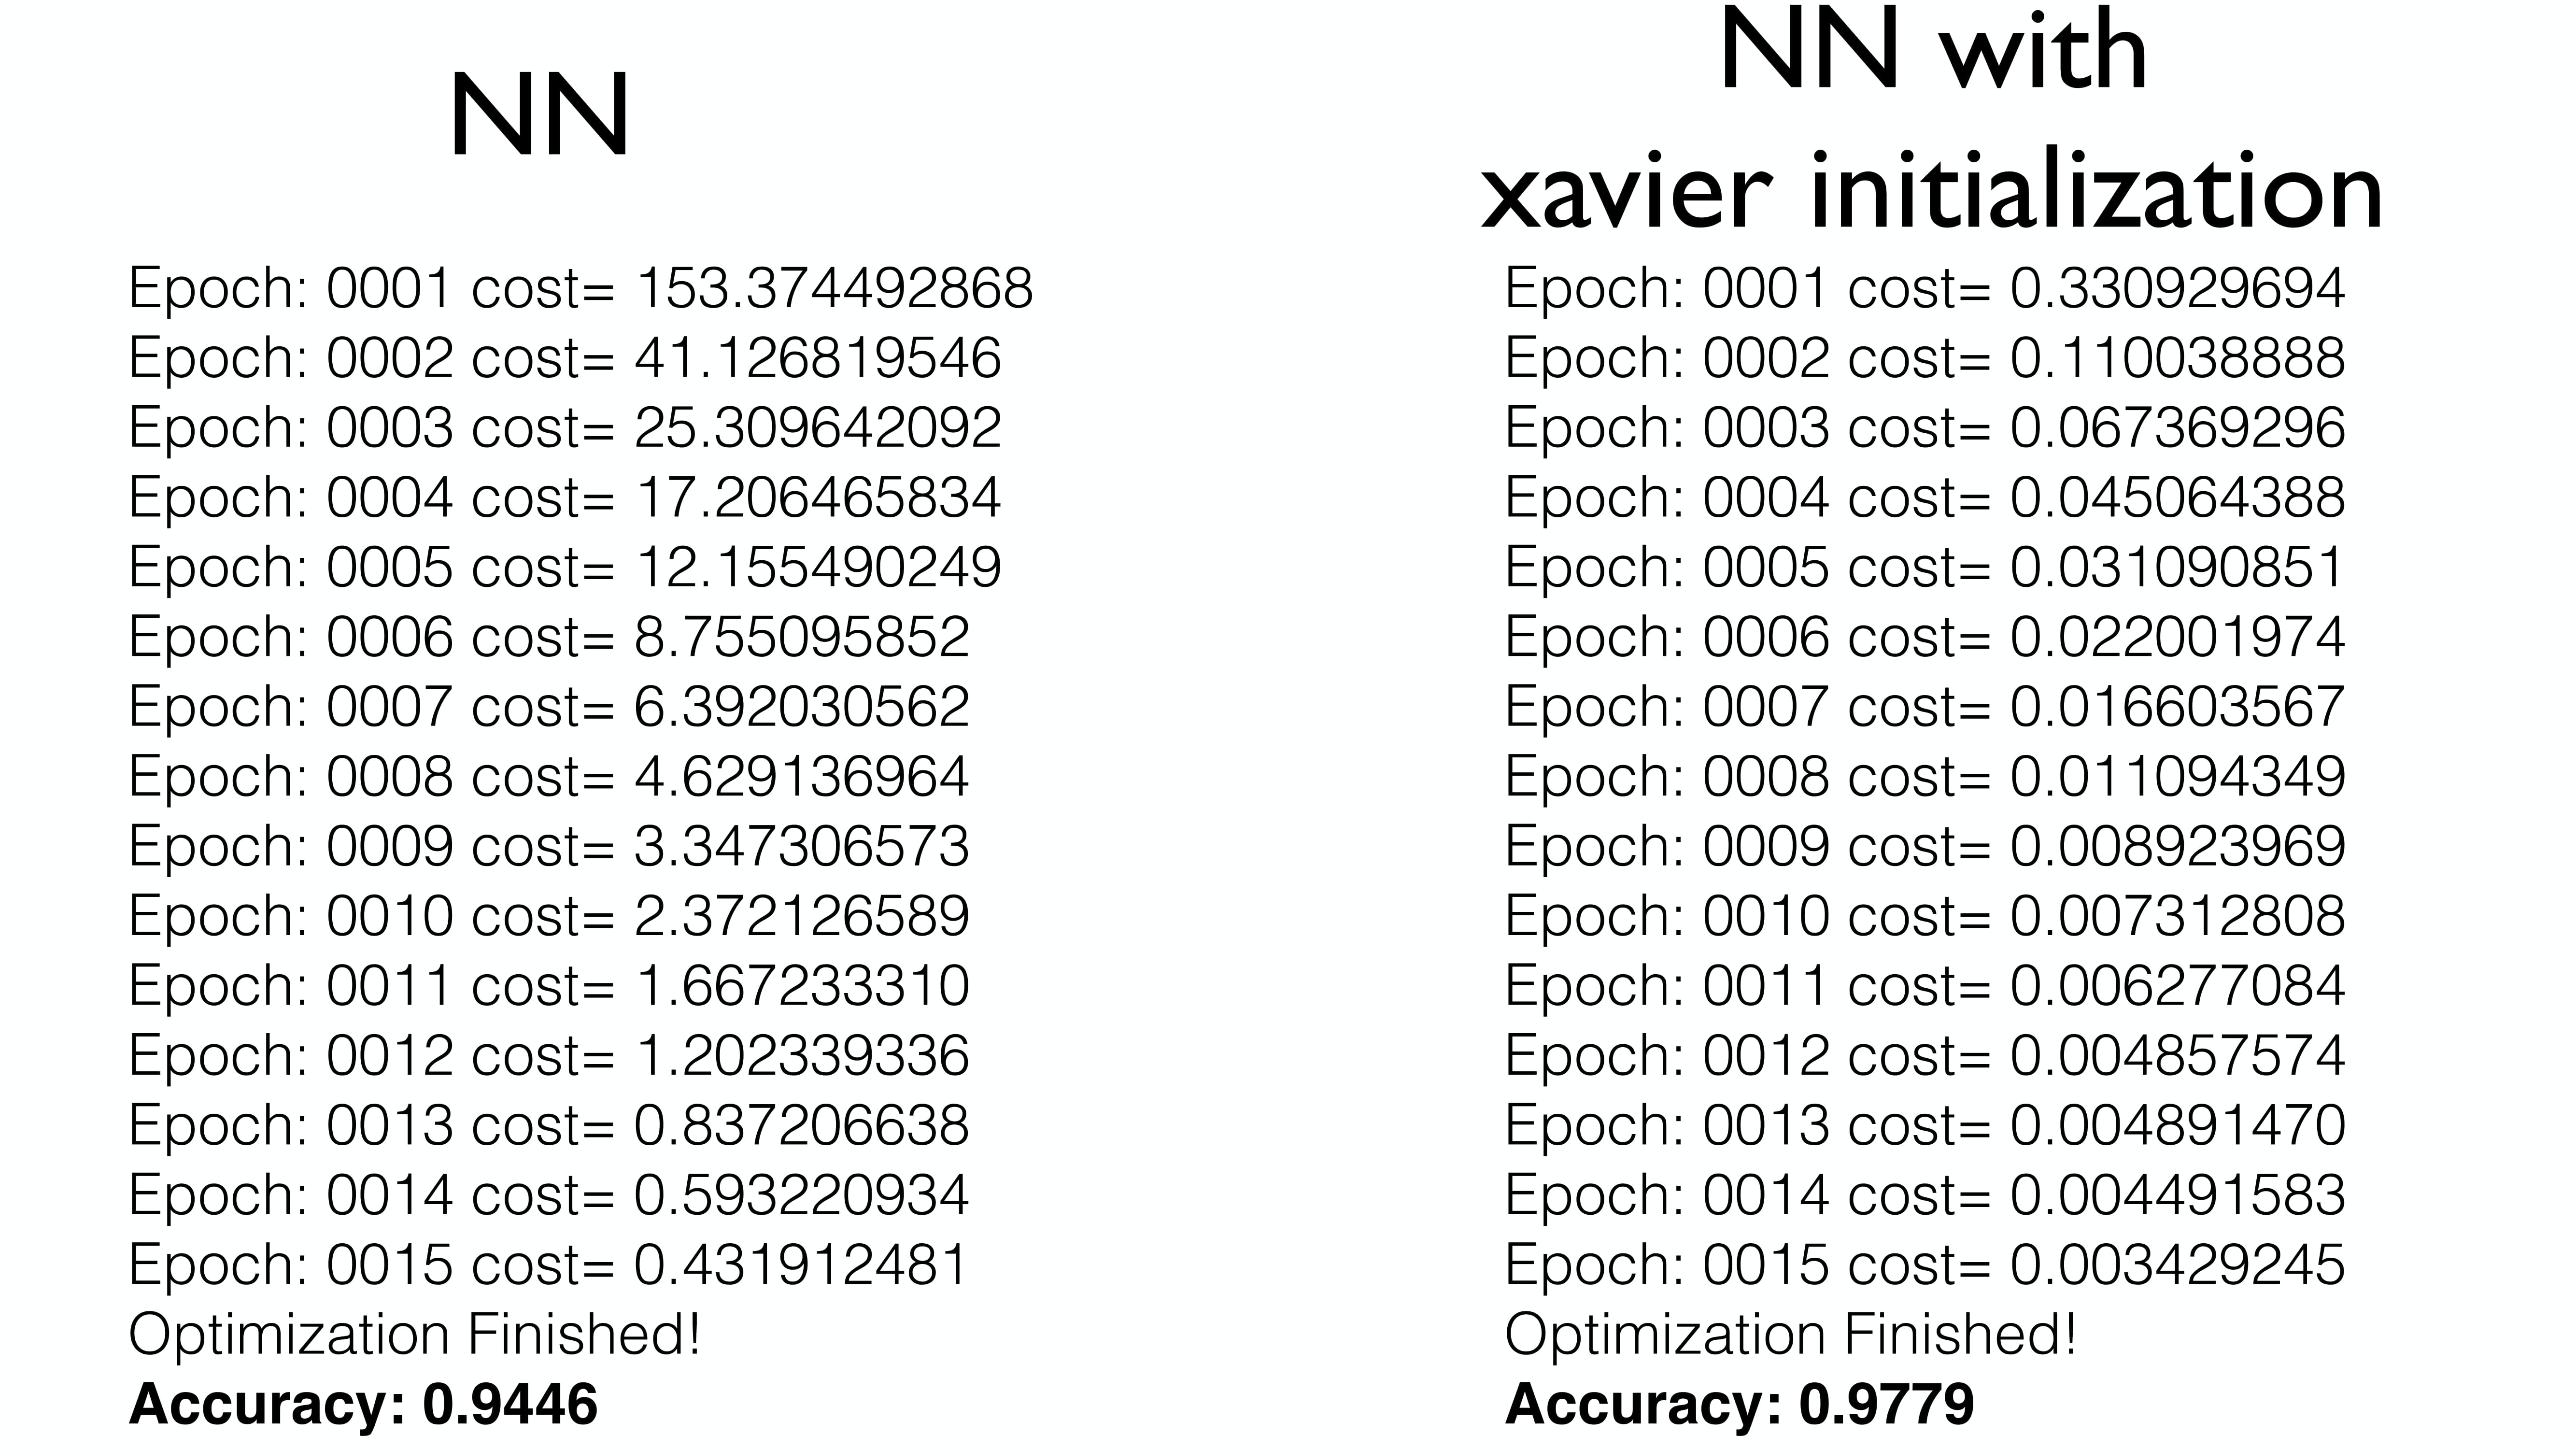 NN
Epoch: 0001 cost= 153.374492868
Epoch: 0002 cost= 41.126819546
Epoch: 0003 cost= 25.309642092
Epoch: 0004 cost= 17.206465834
Epoch: 0005 cost= 12.155490249
Epoch: 0006 cost= 8.755095852
Epoch: 0007 cost= 6.392030562
Epoch: 0008 cost= 4.629136964
Epoch: 0009 cost= 3.347306573
Epoch: 0010 cost= 2.372126589
Epoch: 0011 cost= 1.667233310
Epoch: 0012 cost= 1.202339336
Epoch: 0013 cost= 0.837206638
Epoch: 0014 cost= 0.593220934
Epoch: 0015 cost= 0.431912481
Optimization Finished!
Accuracy: 0.9446
NN with
xavier initialization
Epoch: 0001 cost= 0.330929694
Epoch: 0002 cost= 0.110038888
Epoch: 0003 cost= 0.067369296
Epoch: 0004 cost= 0.045064388
Epoch: 0005 cost= 0.031090851
Epoch: 0006 cost= 0.022001974
Epoch: 0007 cost= 0.016603567
Epoch: 0008 cost= 0.011094349
Epoch: 0009 cost= 0.008923969
Epoch: 0010 cost= 0.007312808
Epoch: 0011 cost= 0.006277084
Epoch: 0012 cost= 0.004857574
Epoch: 0013 cost= 0.004891470
Epoch: 0014 cost= 0.004491583
Epoch: 0015 cost= 0.003429245
Optimization Finished!
Accuracy: 0.9779